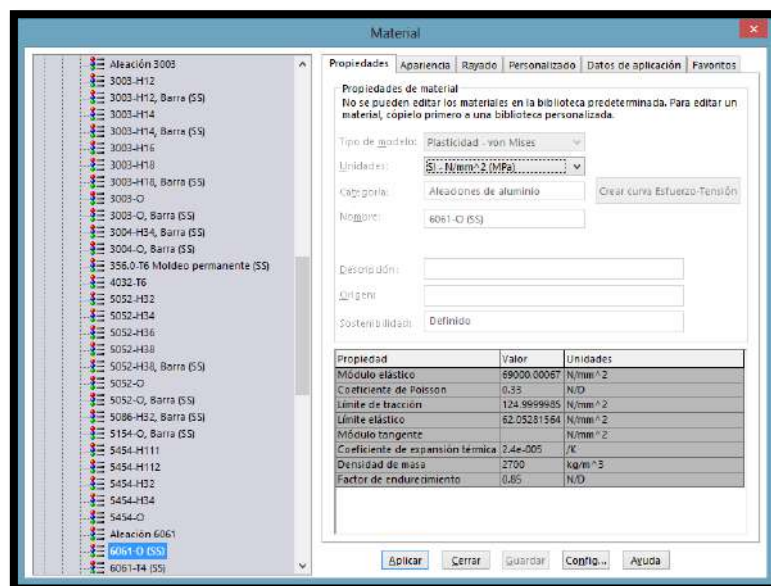 Material
Aleación 3003
3003-H12
3003-H12, Barra (SS)
3003-H14
3003-H14, Barra (SS)
3003-H16
3003-H18
3003-H18, Barra (SS)
3003-O
3003-O, Barra (SS)
3004-H34, Barra (SS)
3004-O, Barra (SS)
356.0-T6 Moldeo permanente (SS)
4032-T6
5052-H32
5052-H34
5052-H36
5052-H38
5052-H38, Barra (SS)
5052-O
5052-O, Barra (SS)
5086-H32, Barra (SS)
5154-O, Barra (SS)
5454-H111
5454-H112
5454-H32
5454-H34
5454-O
Aleación 6061
6061-O (SS)
6061-T4 (SS)
Propiedades Apariencia Rayado Personalizado Datos de aplicación Favoritos
Propiedades de material
No se pueden editar los materiales en la biblioteca predeterminada. Para editar un
material, cópielo primero a una biblioteca personalizada.
Tipo de modelo: Plasticidad - von Mises
Unidades: SI - N/mm^2 (MPa)
Categoría: Aleaciones de aluminio Crear curva Esfuerzo-Tensión
Nombre: 6061-O (SS)
Descripción:
Origen:
Sostenibilidad: Definido
Propiedad Valor Unidades
Módulo elástico 69000.00067 N/mm^2
Coeficiente de Poisson 0.33 N/D
Límite de tracción 124.9999985 N/mm^2
Límite elástico 62.05281564 N/mm^2
Módulo tangente N/mm^2
Coeficiente de expansión térmica 2.4e-005 /K
Densidad de masa 2700 kg/m^3
Factor de endurecimiento 0.85 N/D
Aplicar Cerrar Guardar Config... Ayuda